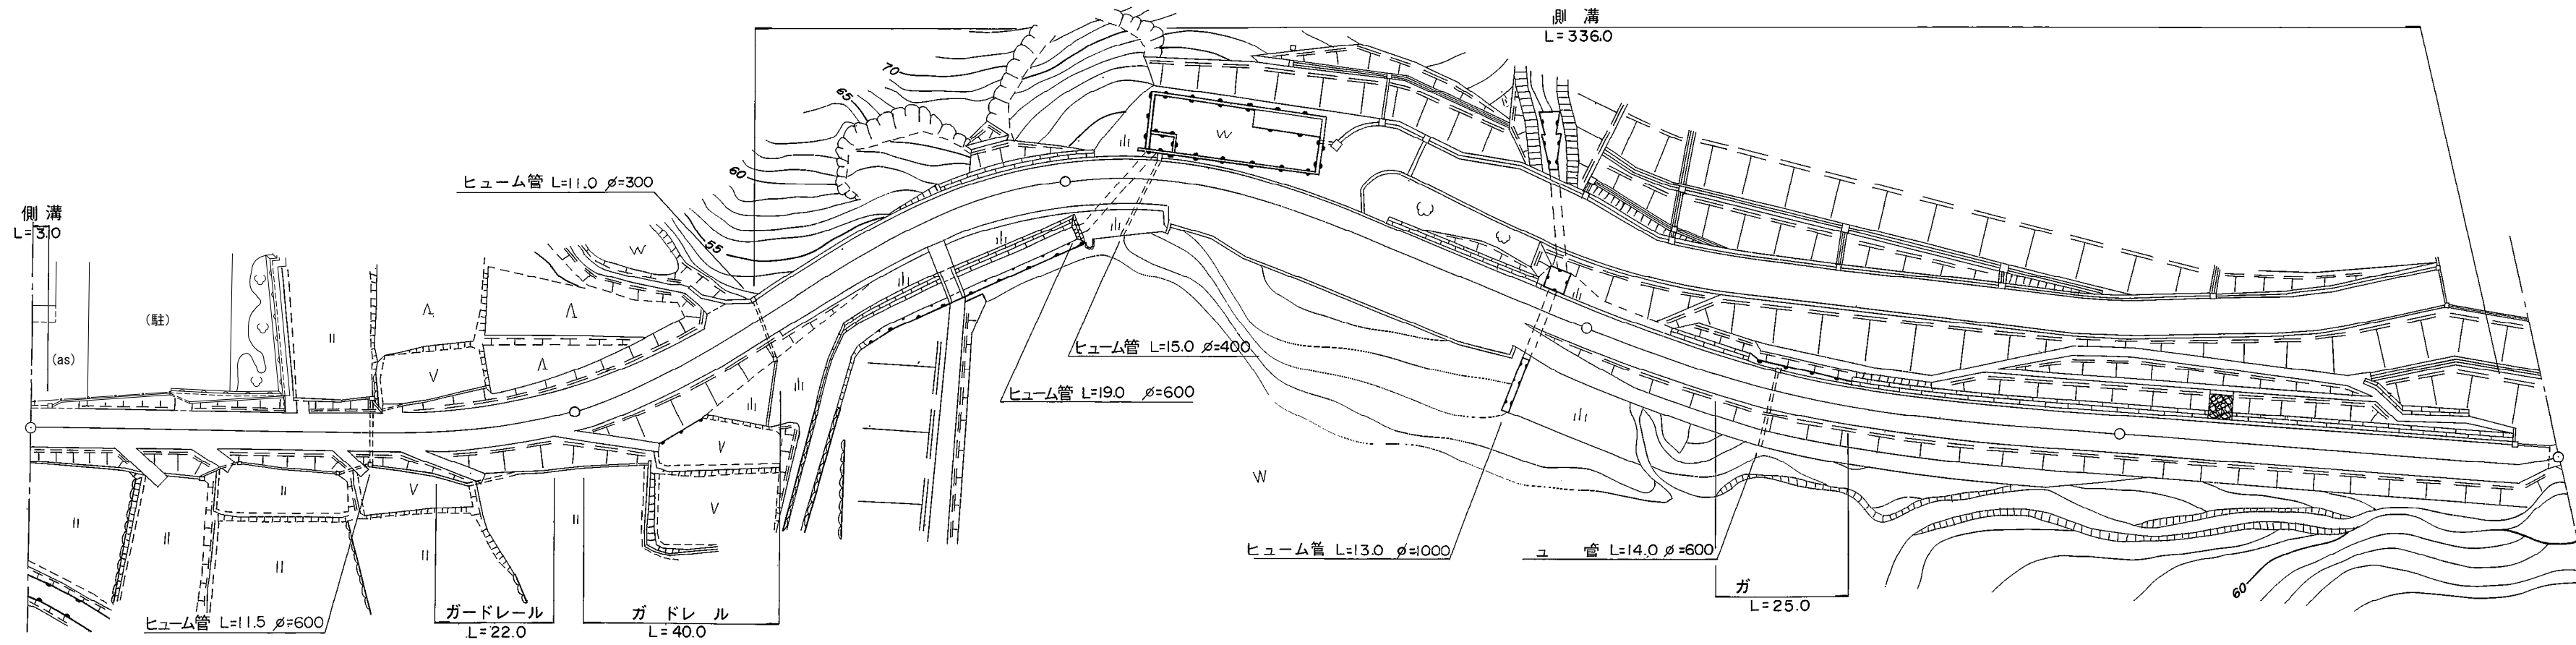 側 溝
L=336.0
70
65
60
ヒューム管 L=11.0 φ=300
側 溝
L=3.0
55
(駐)
(as)
ヒューム管 L=15.0 φ=400
ヒューム管 L=19.0 φ=600
ヒューム管 L=13.0 φ=1000
ュ 管 L=14.0 φ=600
ガ
L=25.0
60
ヒューム管 L=11.5 φ=600
ガードレール
L=22.0
ガ ドレ ル
L=40.0